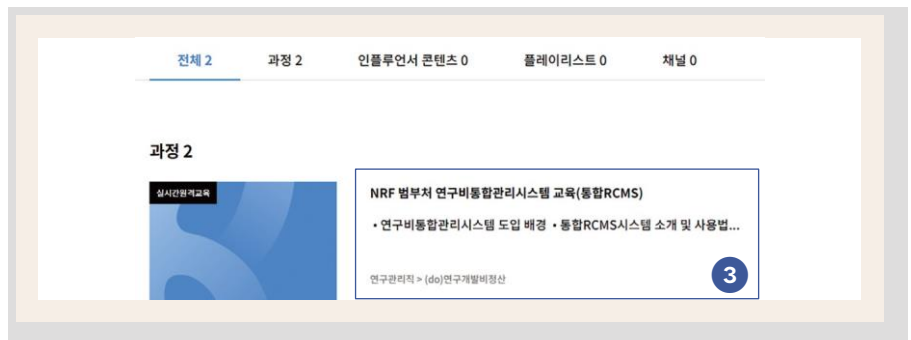 전체 2 과정 2 인플루언서 콘텐츠 0 플레이리스트 0 채널 0
과정 2
실시간원격교육
NRF 범부처 연구비통합관리시스템 교육(통합RCMS)
• 연구비통합관리시스템 도입 배경 • 통합RCMS시스템 소개 및 사용법...
연구관리직 > (do)연구개발비정산
3